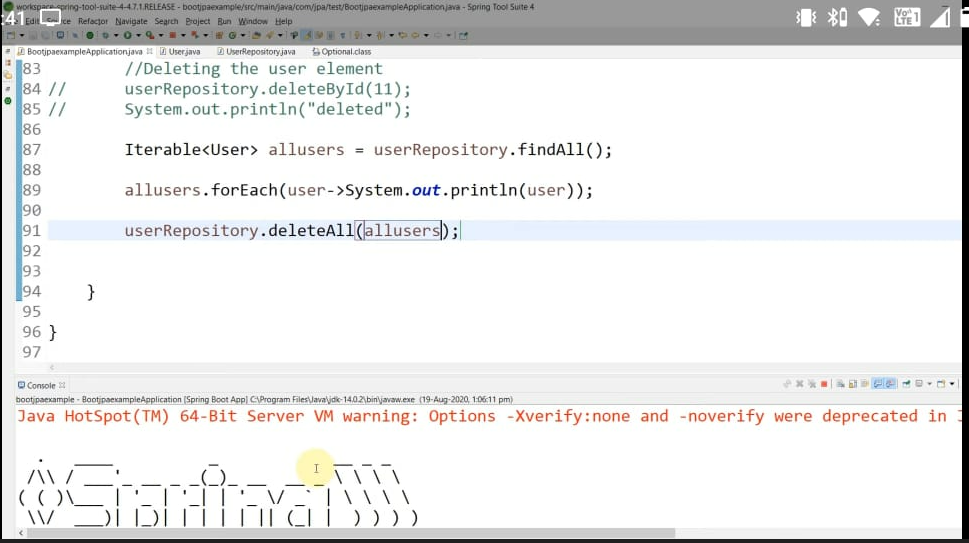 :41
VoI LTE 1
workspace-spring-tool-suite-4-4.7.1.RELEASE - bootjpaexample/src/main/java/com/jpa/test/BootjpaexampleApplication.java - Spring Tool Suite 4
Edit Refactor Navigate Search Project Run Window Help
BootjpaexampleApplication.java User.java UserRepository.java Optional.class
83 //Deleting the user element
84 // userRepository.deleteById(11);
85 // System.out.println("deleted");
86
87 Iterable<User> allusers = userRepository.findAll();
88
89 allusers.forEach(user->System.out.println(user));
90
91 userRepository.deleteAll(allusers);
92
93
94 }
95
96 }
97
Console
bootjpaexample - BootjpaexampleApplication [Spring Boot App] C:\Program Files\Java\jdk-14.0.2\bin\javaw.exe (19-Aug-2020, 1:06:11 pm)
Java HotSpot(TM) 64-Bit Server VM warning: Options -Xverify:none and -noverify were deprecated in J